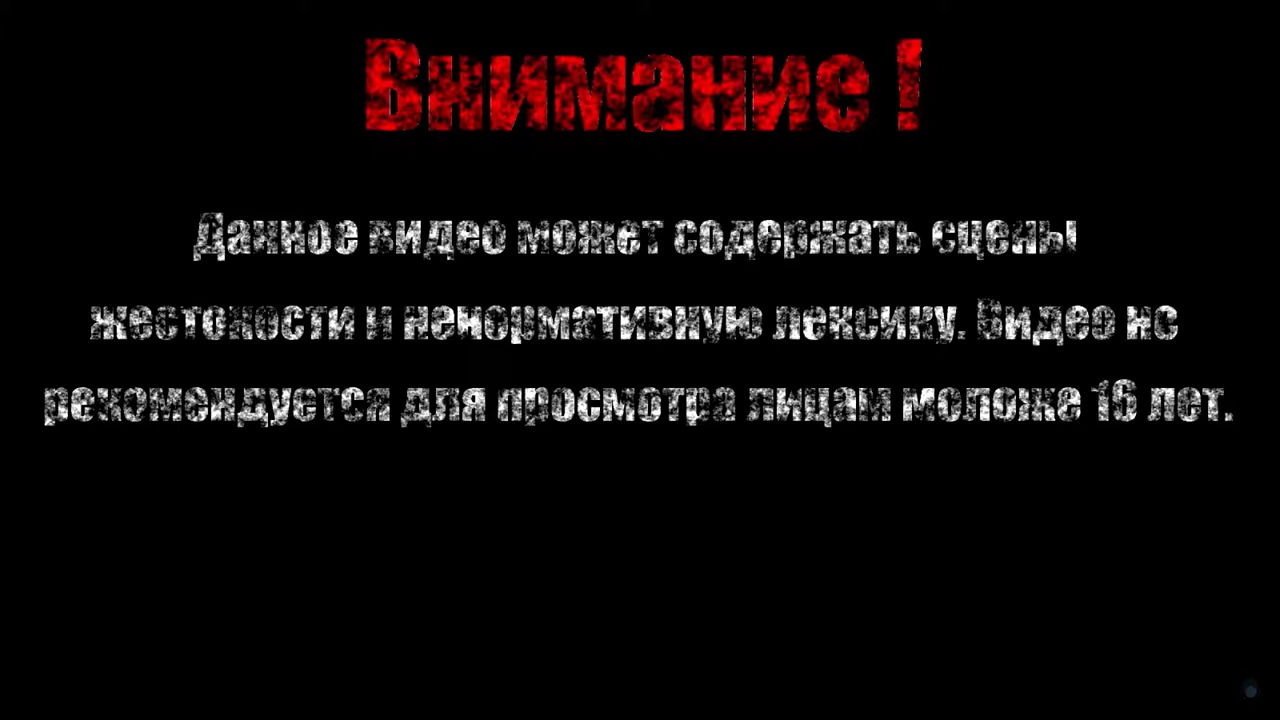 Внимание !
Данное видео может содержать сцены
жестокости и ненормативную лексику. Видео не
рекомендуется для просмотра лицам моложе 16 лет.